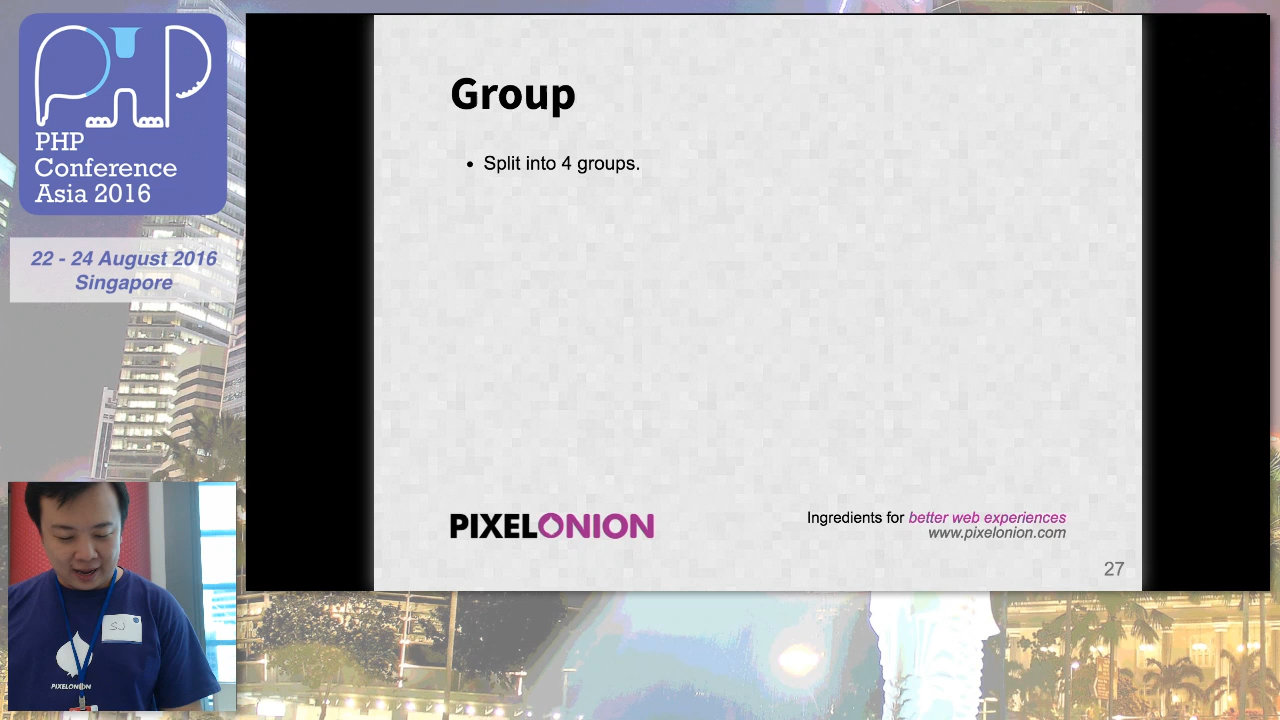 PHP
PHP
Conference
Asia 2016
22 - 24 August 2016
Singapore
Group
• Split into 4 groups.
PIXELONION
Ingredients for better web experiences
www.pixelonion.com
27
SJ
PIXELONION